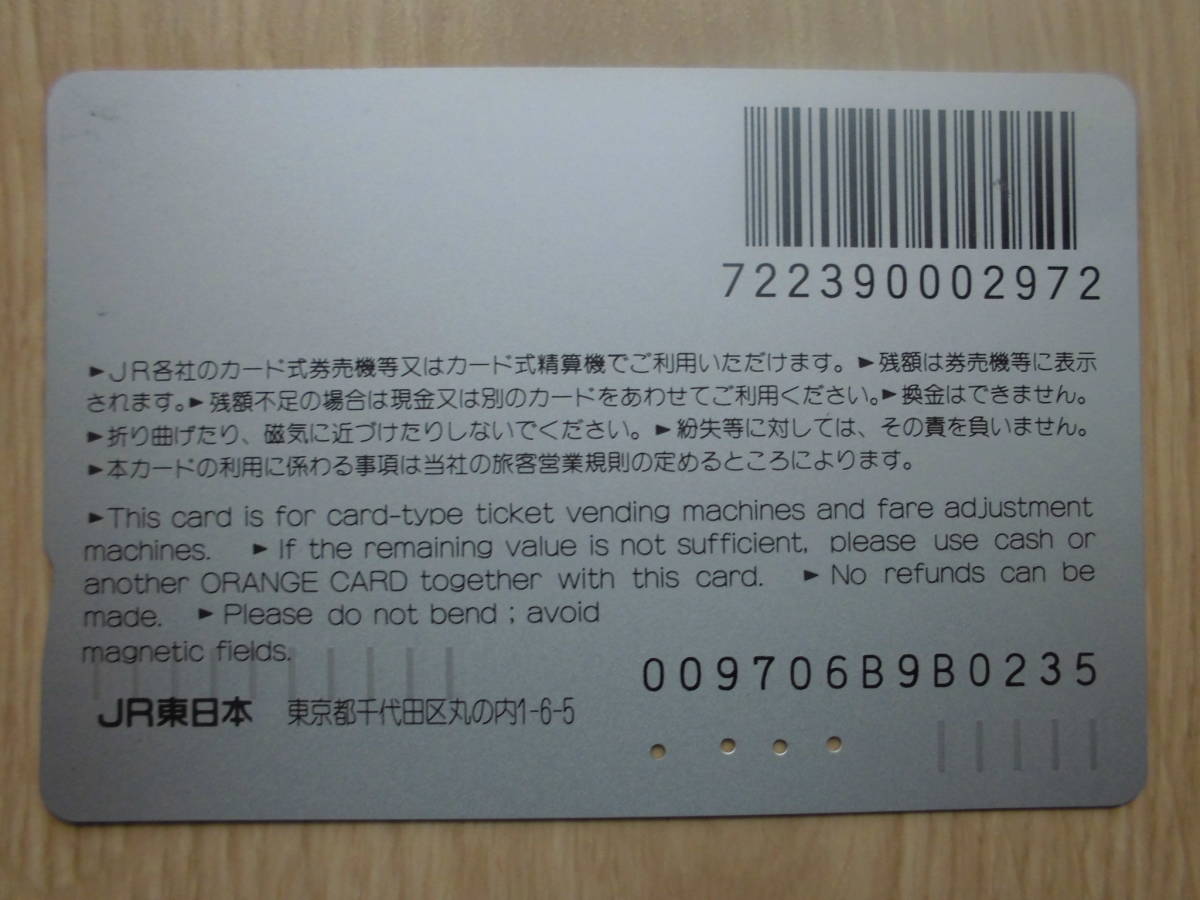 722390002972
►JR各社のカード式券売機等又はカード式精算機でご利用いただけます。►残額は券売機等に表示
されます。►残額不足の場合は現金又は別のカードをあわせてご利用ください。►換金はできません。
►折り曲げたり、磁気に近づけたりしないでください。►紛失等に対しては、その責を負いません。
►本カードの利用に係わる事項は当社の旅客営業規則の定めるところによります。
►This card is for card-type ticket vending machines and fare adjustment
machines. ►If the remaining value is not sufficient, please use cash or
another ORANGE CARD together with this card. ►No refunds can be
made. ►Please do not bend ; avoid
magnetic fields.
009706B9B0235
JR東日本 東京都千代田区丸の内1-6-5